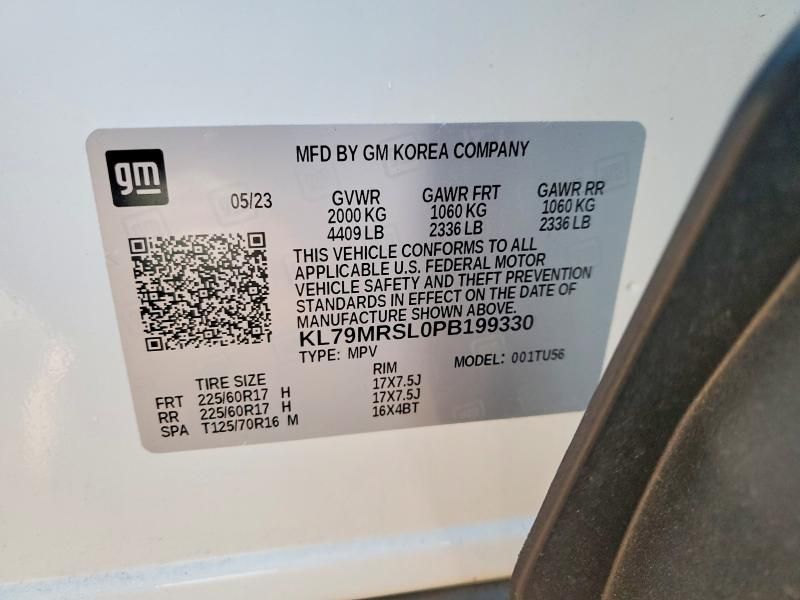 gm
MFD BY GM KOREA COMPANY
05/23
GVWR GAWR FRT GAWR RR
2000 KG 1060 KG 1060 KG
4409 LB 2336 LB 2336 LB
THIS VEHICLE CONFORMS TO ALL
APPLICABLE U.S. FEDERAL MOTOR
VEHICLE SAFETY AND THEFT PREVENTION
STANDARDS IN EFFECT ON THE DATE OF
MANUFACTURE SHOWN ABOVE.
KL79MRSL0PB199330
TYPE: MPV MODEL: 001TU56
TIRE SIZE RIM
FRT 225/60R17 H 17X7.5J
RR 225/60R17 H 17X7.5J
SPA T125/70R16 M 16X4BT